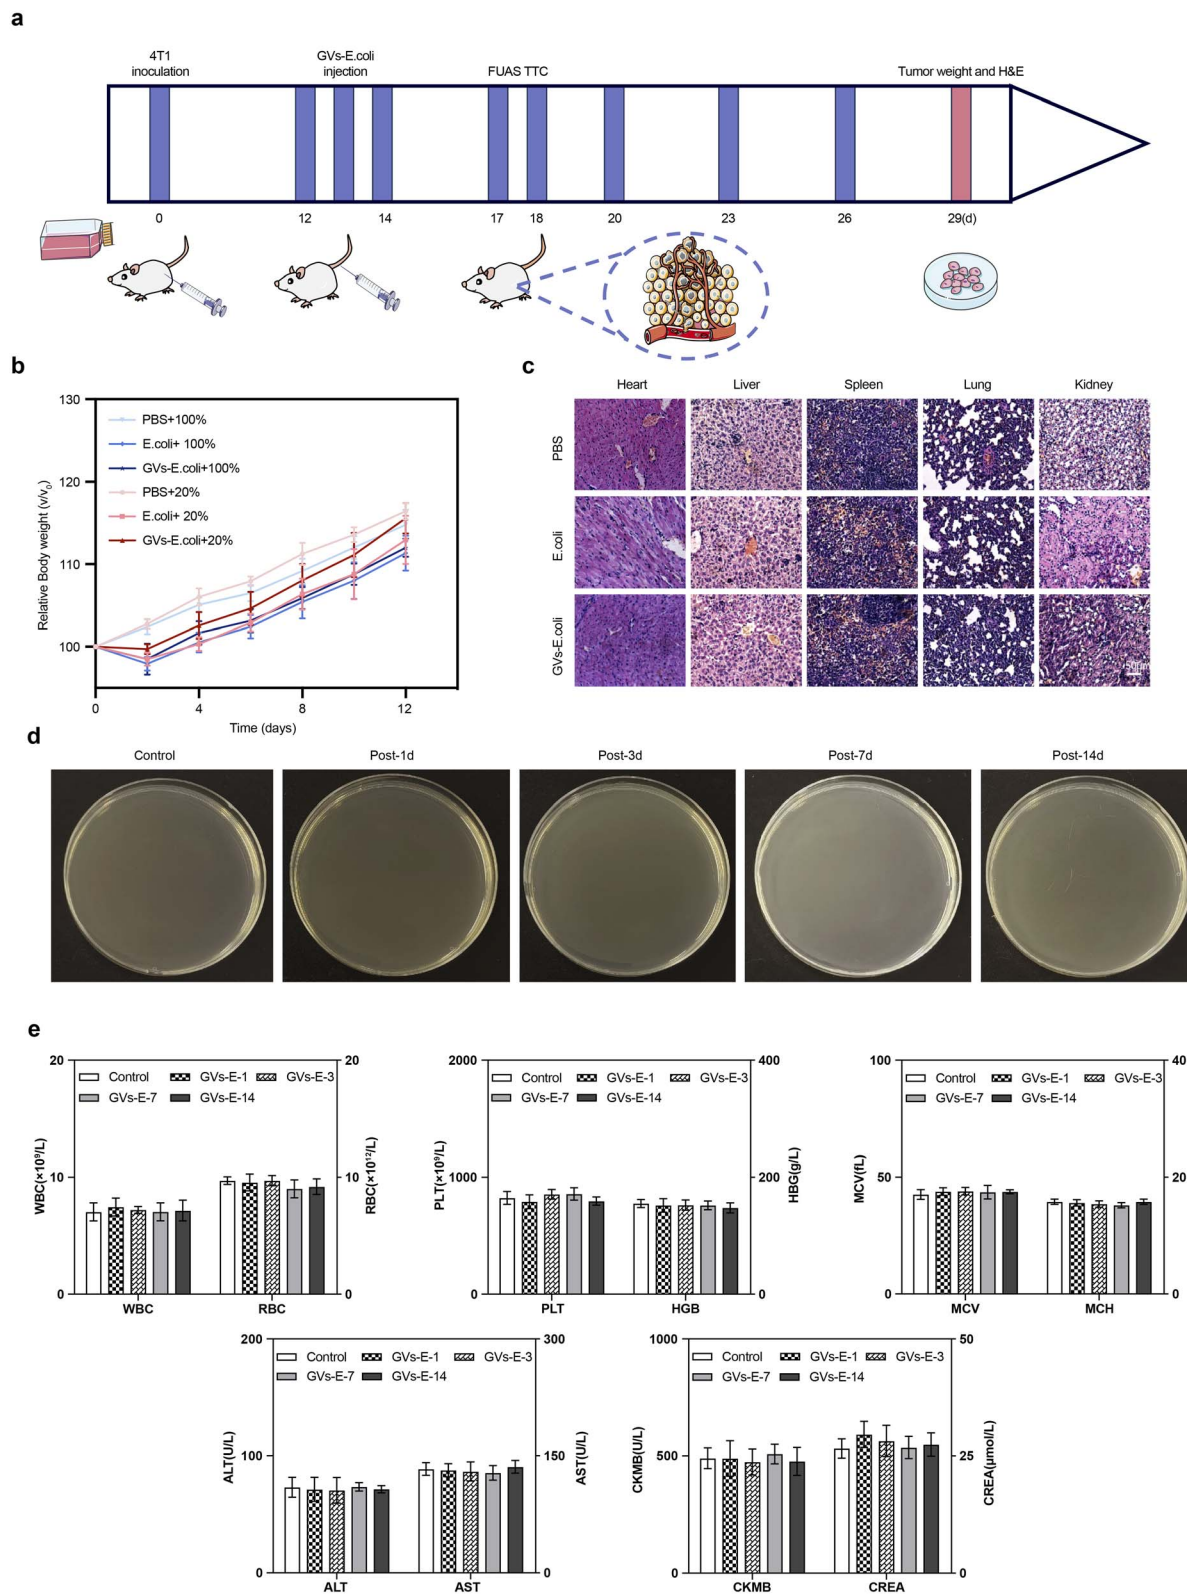 a
4T1
inoculation
GVs-E.coli
injection
FUAS TTC
Tumor weight and H&E
0
12
14
17
18
20
23
26
29(d)
b
130
120
110
100
Relative Body weight (v/v₀)
PBS+100%
E.coli+ 100%
GVs-E.coli+100%
PBS+20%
E.coli+ 20%
GVs-E.coli+20%
0
4
8
12
Time (days)
c
Heart
Liver
Spleen
Lung
Kidney
PBS
E.coli
GVs-E.coli
50μm
d
Control
Post-1d
Post-3d
Post-7d
Post-14d
e
20
10
0
WBC(×10⁹/L)
Control
GVs-E-1
GVs-E-3
GVs-E-7
GVs-E-14
WBC
RBC
20
10
0
RBC(×10¹²/L)
2000
1000
0
PLT(×10⁹/L)
Control
GVs-E-1
GVs-E-3
GVs-E-7
GVs-E-14
PLT
HGB
400
200
0
HBG(g/L)
100
50
0
MCV(fL)
Control
GVs-E-1
GVs-E-3
GVs-E-7
GVs-E-14
MCV
MCH
40
20
0
200
100
0
ALT(U/L)
Control
GVs-E-1
GVs-E-3
GVs-E-7
GVs-E-14
ALT
AST
300
150
0
AST(U/L)
1000
500
0
CKMB(U/L)
Control
GVs-E-1
GVs-E-3
GVs-E-7
GVs-E-14
CKMB
CREA
50
25
0
CREA(μmol/L)